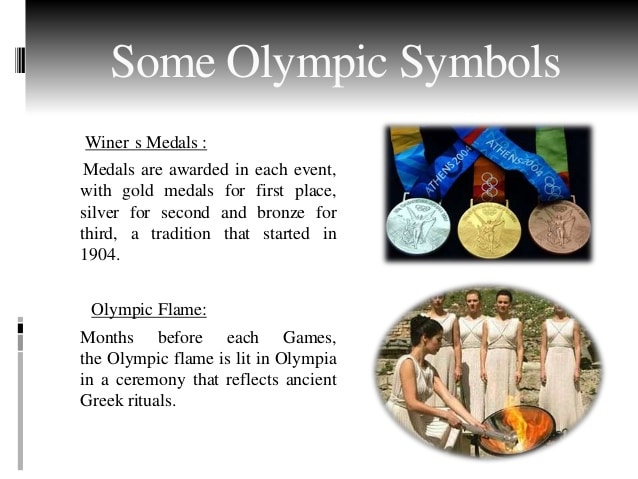 Some Olympic Symbols
Winer s Medals :
Medals are awarded in each event,
with gold medals for first place,
silver for second and bronze for
third, a tradition that started in
1904.
ATHENS 2004
ATHENS 2004
Olympic Flame:
Months before each Games,
the Olympic flame is lit in Olympia
in a ceremony that reflects ancient
Greek rituals.